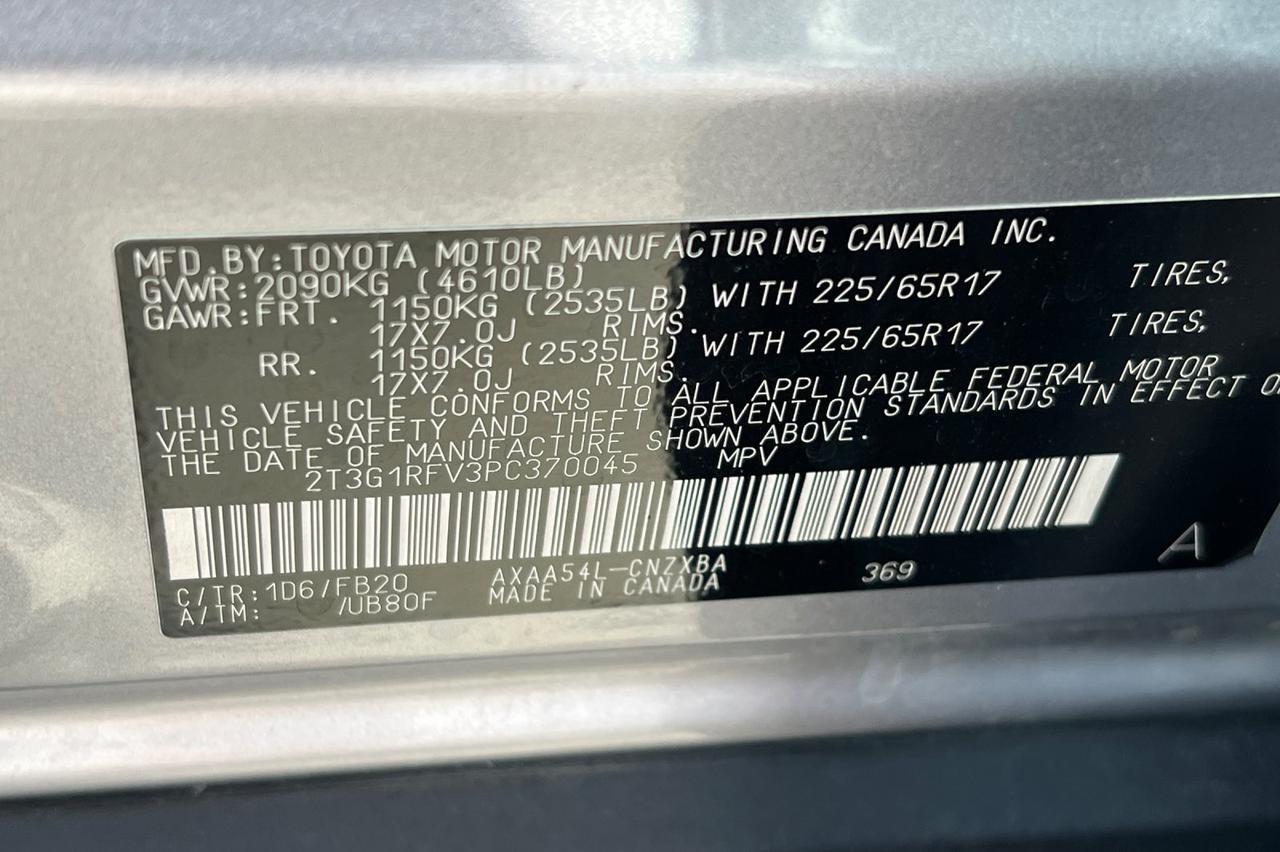 MFD.BY:TOYOTA MOTOR MANUFACTURING CANADA INC.
GVWR:2090KG (4610LB)
GAWR:FRT. 1150KG (2535LB) WITH 225/65R17 TIRES,
17X7.0J RIMS.
RR. 1150KG (2535LB) WITH 225/65R17 TIRES,
17X7.0J RIMS.
THIS VEHICLE CONFORMS TO ALL APPLICABLE FEDERAL MOTOR
VEHICLE SAFETY AND THEFT PREVENTION STANDARDS IN EFFECT O
THE DATE OF MANUFACTURE SHOWN ABOVE.
2T3G1RFV3PC370045 MPV
C/TR:1D6/FB20 AXAA54L-CNZXBA 369 A
A/TM: /UB80F MADE IN CANADA